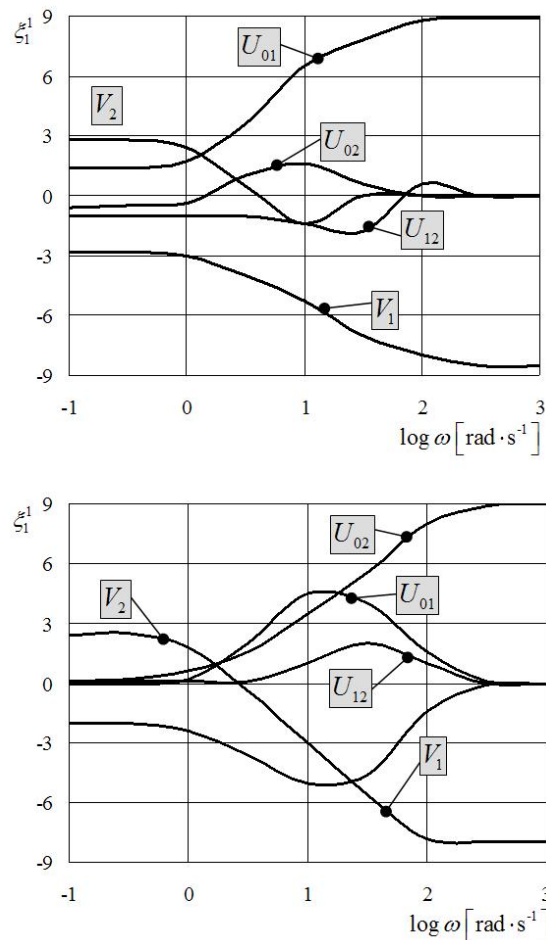 9
ξ₁¹
U₀₁
6
V₂
3
U₀₂
0
U₁₂
-3
V₁
-6
-9
-1 0 1 2 3
log ω [rad · s⁻¹]
9
ξ₁¹
U₀₂
6
V₂
U₀₁
3
0
U₁₂
-3
V₁
-6
-9
-1 0 1 2 3
log ω [rad · s⁻¹